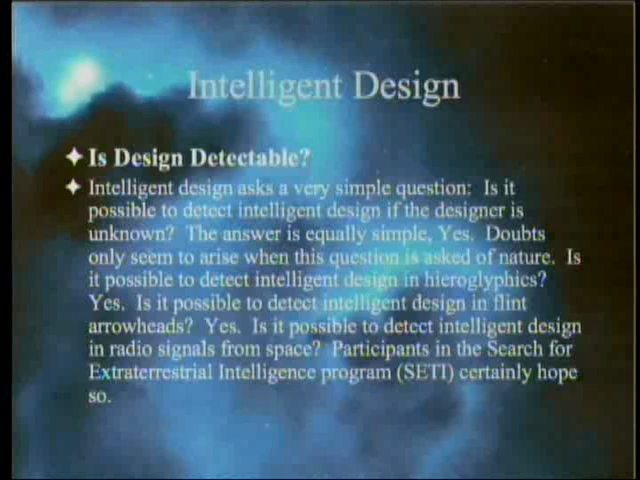 Intelligent Design
Is Design Detectable?
Intelligent design asks a very simple question: Is it
possible to detect intelligent design if the designer is
unknown? The answer is equally simple, Yes. Doubts
only seem to arise when this question is asked of nature. Is
it possible to detect intelligent design in hieroglyphics?
Yes. Is it possible to detect intelligent design in flint
arrowheads? Yes. Is it possible to detect intelligent design
in radio signals from space? Participants in the Search for
Extraterrestrial Intelligence program (SETI) certainly hope
so.